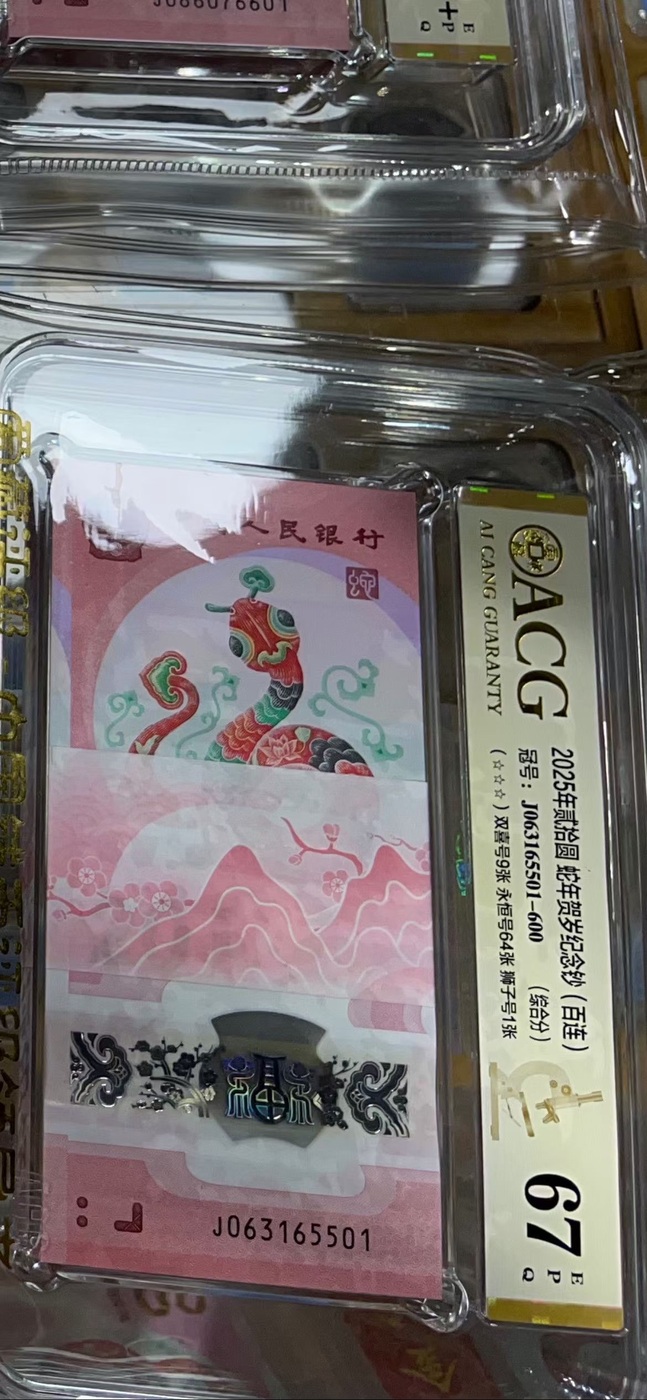 J086076601
+
E
P
Q
人民银行
ACG
AI CANG GUARANTY
2025年贰拾圆 蛇年贺岁纪念钞（百连）
冠号：J063165501-600 （综合分）
（☆☆☆）双喜号9张 永恒号64张 狮子号1张
67
E
P
Q
J063165501